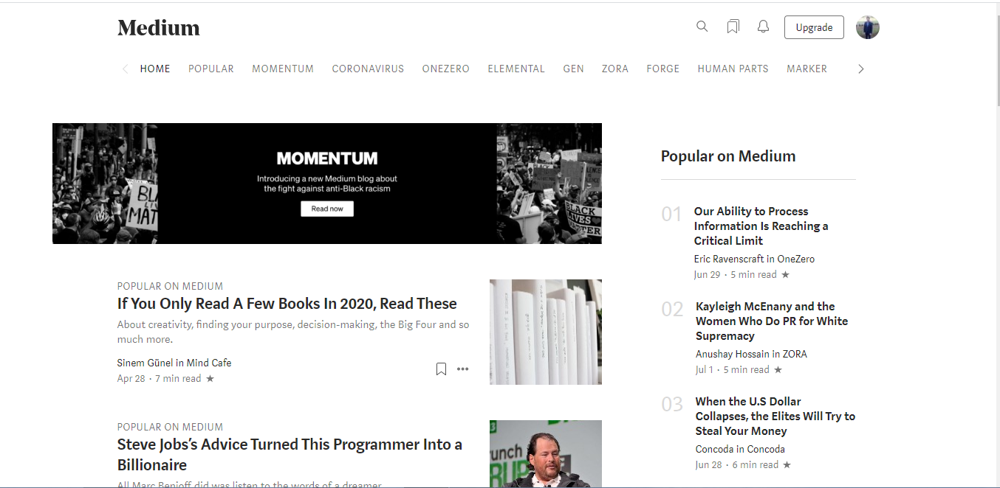 Medium
Upgrade
HOME POPULAR MOMENTUM CORONAVIRUS ONEZERO ELEMENTAL GEN ZORA FORGE HUMAN PARTS MARKER
MOMENTUM
Introducing a new Medium blog about
the fight against anti-Black racism
Read now
BLACK
LIVES
POPULAR ON MEDIUM
If You Only Read A Few Books In 2020, Read These
About creativity, finding your purpose, decision-making, the Big Four and so
much more.
Sinem Günel in Mind Cafe
Apr 28 · 7 min read ★
POPULAR ON MEDIUM
Steve Jobs’s Advice Turned This Programmer Into a
Billionaire
All Marc Benioff did was listen to the words of a dreamer
Popular on Medium
01
Our Ability to Process
Information Is Reaching a
Critical Limit
Eric Ravenscraft in OneZero
Jun 29 · 5 min read ★
02
Kayleigh McEnany and the
Women Who Do PR for White
Supremacy
Anushay Hossain in ZORA
Jul 1 · 5 min read ★
03
When the U.S Dollar
Collapses, the Elites Will Try to
Steal Your Money
Concoda in Concoda
Jun 28 · 6 min read ★